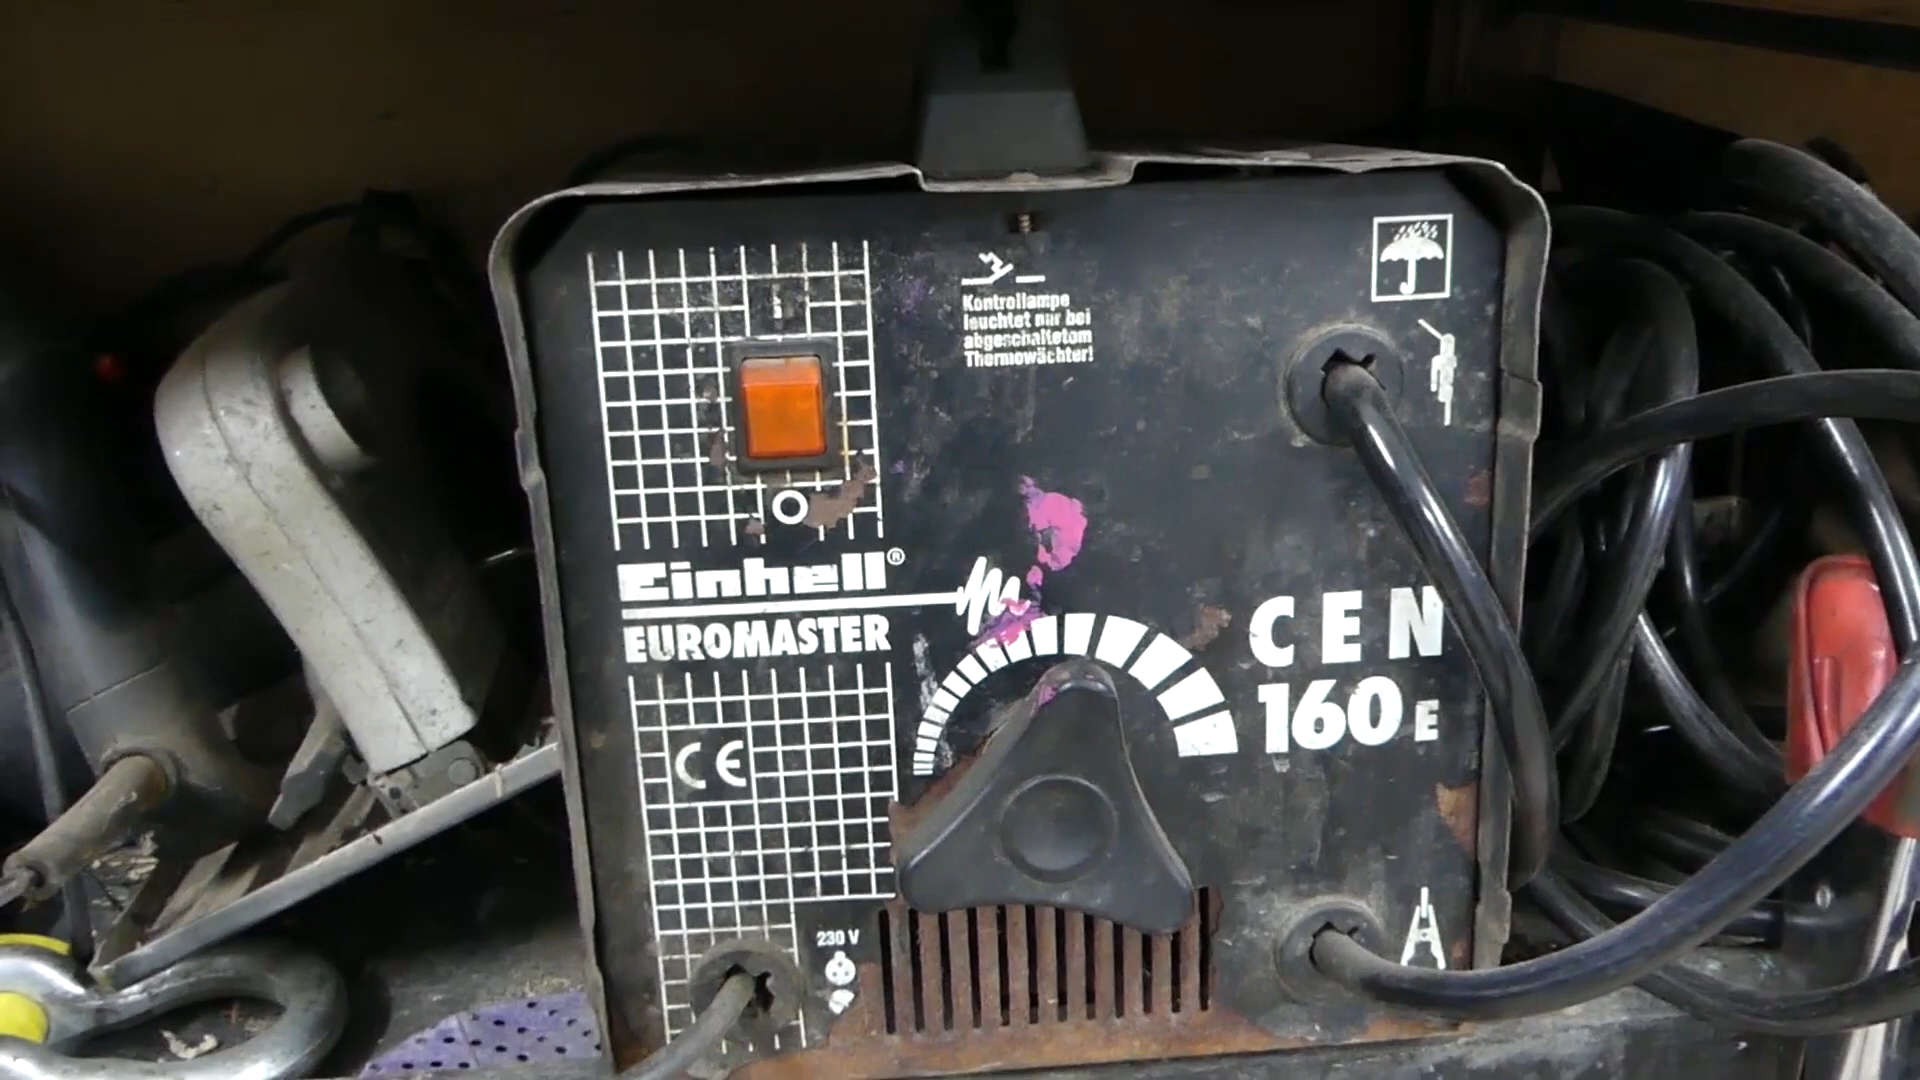 Kontrollampe
leuchtet nur bei
abgeschaltetem
Thermowächter!
Einhell®
EUROMASTER
CEN
160 E
CE
230 V